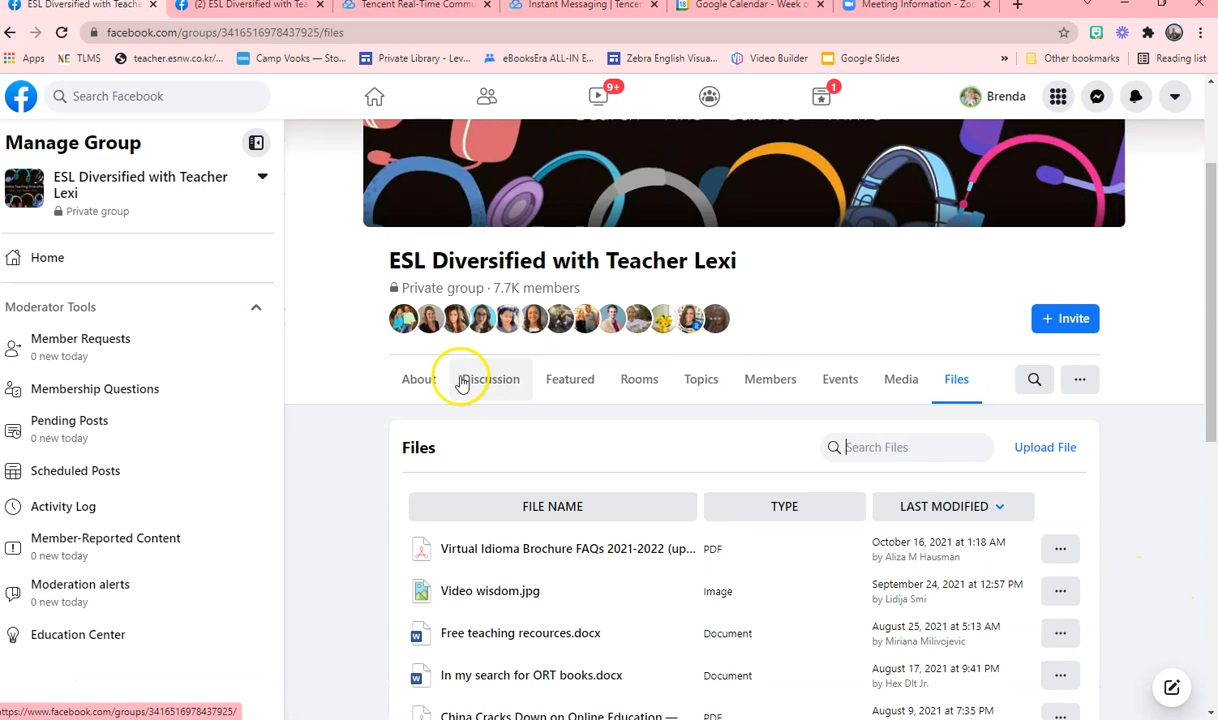 ESL Diversified with Teache
(2) ESL Diversified with Tea
Tencent Real-Time Commu
Instant Messaging | Tencer
Google Calendar - Week o
Meeting Information - Zoo
facebook.com/groups/3416516978437925/files
Apps
TLMS
teacher.esnw.co.kr/...
Camp Vooks — Sto...
Private Library - Lev...
eBooksEra ALL-IN E...
Zebra English Visua...
Video Builder
Google Slides
»
Other bookmarks
Reading list
Search Facebook
9+
1
Brenda
Manage Group
ESL Diversified with Teacher
Lexi
Private group
Home
Moderator Tools
Member Requests
0 new today
Membership Questions
Pending Posts
0 new today
Scheduled Posts
Activity Log
Member-Reported Content
0 new today
Moderation alerts
0 new today
Education Center
ESL Diversified with Teacher Lexi
Private group · 7.7K members
+ Invite
About
Discussion
Featured
Rooms
Topics
Members
Events
Media
Files
Files
Search Files
Upload File
FILE NAME
TYPE
LAST MODIFIED
Virtual Idioma Brochure FAQs 2021-2022 (up...
PDF
October 16, 2021 at 1:18 AM
by Aliza M Hausman
Video wisdom.jpg
Image
September 24, 2021 at 12:57 PM
by Lidija Smi
Free teaching recources.docx
Document
August 25, 2021 at 5:13 AM
by Miriana Milivojevic
In my search for ORT books.docx
Document
August 17, 2021 at 9:41 PM
by Hex Dlt Jr.
China Cracks Down on Online Education —
PDF
August 9, 2021 at 7:35 PM
https://www.facebook.com/groups/3416516978437925/